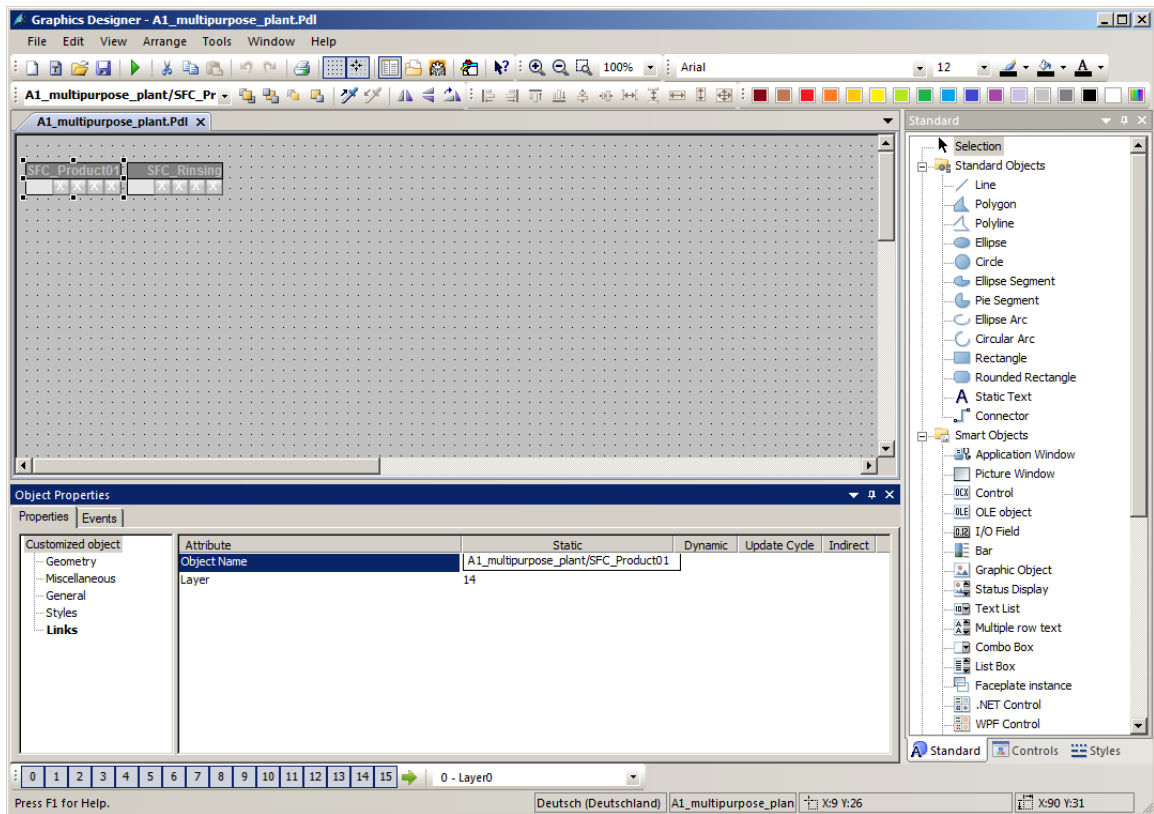 Graphics Designer - A1_multipurpose_plant.Pdl
File Edit View Arrange Tools Window Help
100% Arial 12
A1_multipurpose_plant/SFC_Pr
A1_multipurpose_plant.Pdl X
SFC_Product01 SFC_Rinsing
X X X X X X X X
Object Properties
Properties Events
Customized object
Geometry
Miscellaneous
General
Styles
Links
Attribute Static Dynamic Update Cycle Indirect
Object Name A1_multipurpose_plant/SFC_Product01
Layer 14
Standard
Selection
Standard Objects
Line
Polygon
Polyline
Ellipse
Circle
Ellipse Segment
Pie Segment
Ellipse Arc
Circular Arc
Rectangle
Rounded Rectangle
A Static Text
Connector
Smart Objects
Application Window
Picture Window
OCX Control
OLE OLE object
0.12 I/O Field
Bar
Graphic Object
Status Display
Text List
Multiple row text
Combo Box
List Box
Faceplate instance
.NET Control
WPF Control
Standard Controls Styles
0 1 2 3 4 5 6 7 8 9 10 11 12 13 14 15 0 - Layer0
Press F1 for Help. Deutsch (Deutschland) A1_multipurpose_plan X:9 Y:26 X:90 Y:31